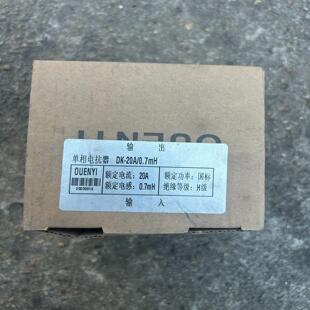 OUENYI
输 出
单相电抗器 DK-20A/0.7mH
OUENYI
额定电流：20A 额定功率：国标
额定电感：0.7mH 绝缘等级：H级
输 入